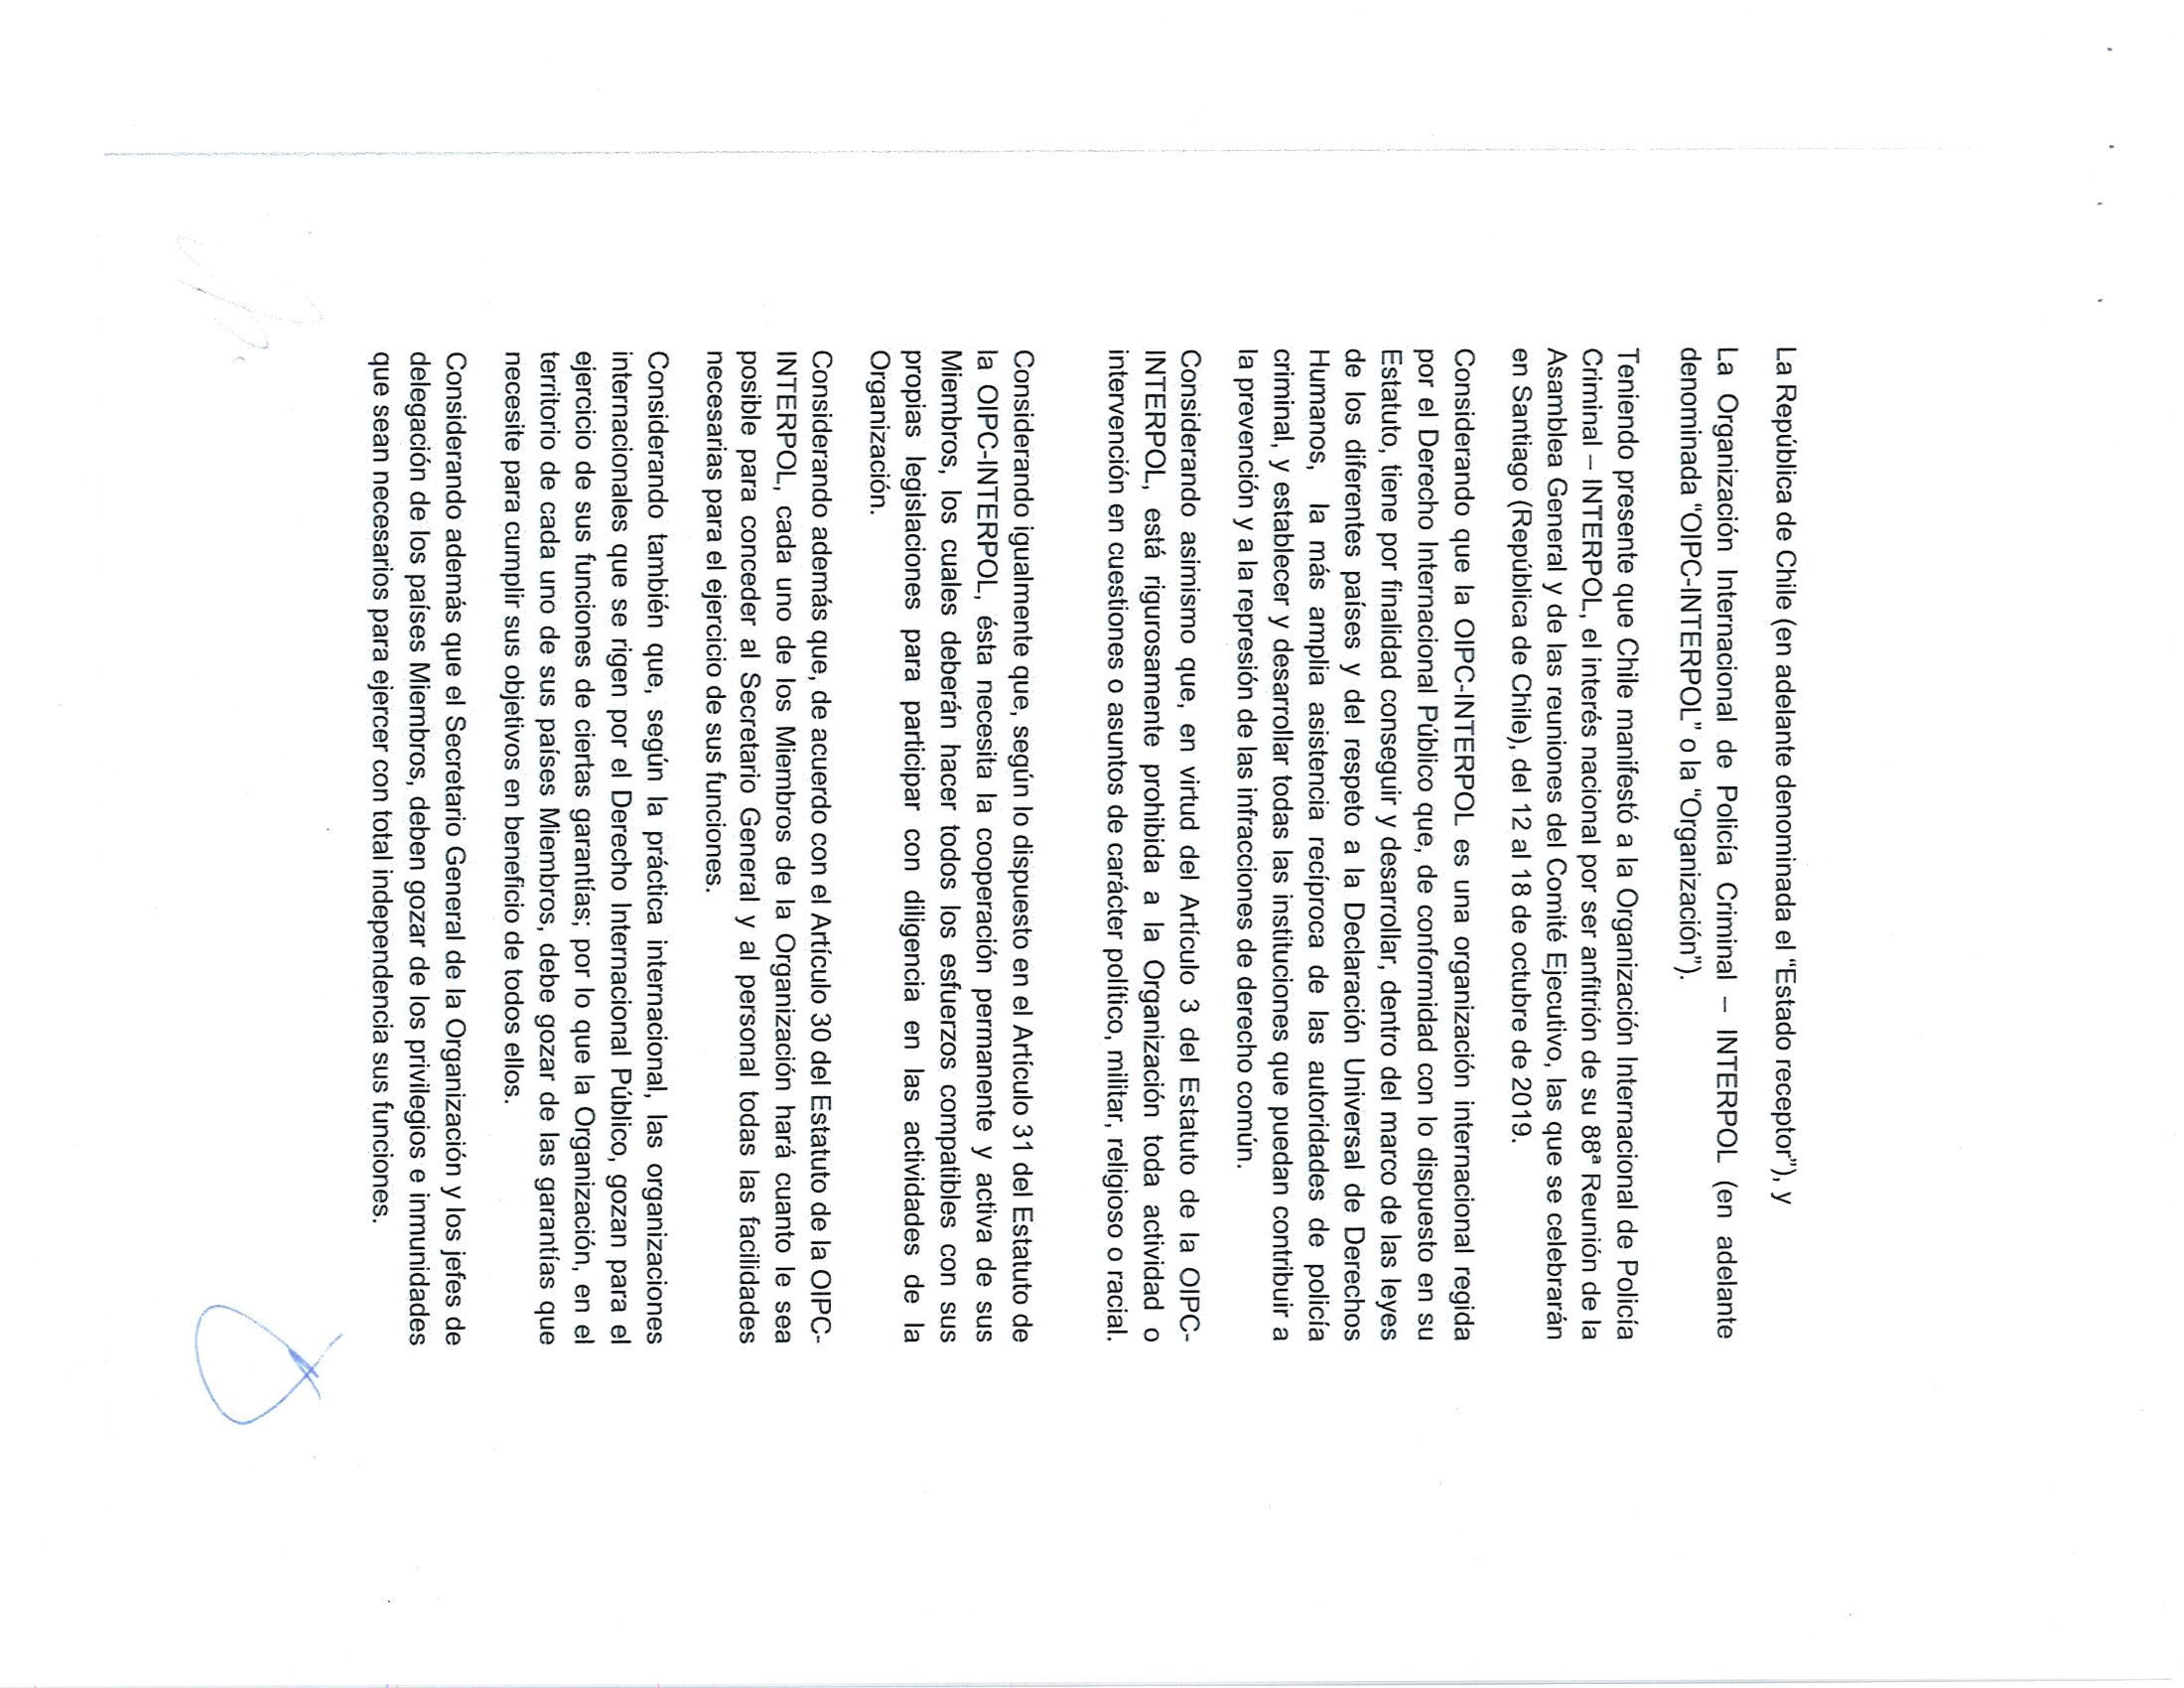 La República de Chile (en adelante denominada el “Estado receptor”), y
La Organización Internacional de Policía Criminal – INTERPOL (en adelante
denominada “OIPC-INTERPOL” o la “Organización”).
Teniendo presente que Chile manifestó a la Organización Internacional de Policía
Criminal – INTERPOL, el interés nacional por ser anfitrión de su 88ª Reunión de la
Asamblea General y de las reuniones del Comité Ejecutivo, las que se celebrarán
en Santiago (República de Chile), del 12 al 18 de octubre de 2019.
Considerando que la OIPC-INTERPOL es una organización internacional regida
por el Derecho Internacional Público que, de conformidad con lo dispuesto en su
Estatuto, tiene por finalidad conseguir y desarrollar, dentro del marco de las leyes
de los diferentes países y del respeto a la Declaración Universal de Derechos
Humanos, la más amplia asistencia recíproca de las autoridades de policía
criminal, y establecer y desarrollar todas las instituciones que puedan contribuir a
la prevención y a la represión de las infracciones de derecho común.
Considerando asimismo que, en virtud del Artículo 3 del Estatuto de la OIPC-
INTERPOL, está rigurosamente prohibida a la Organización toda actividad o
intervención en cuestiones o asuntos de carácter político, militar, religioso o racial.
Considerando igualmente que, según lo dispuesto en el Artículo 31 del Estatuto de
la OIPC-INTERPOL, ésta necesita la cooperación permanente y activa de sus
Miembros, los cuales deberán hacer todos los esfuerzos compatibles con sus
propias legislaciones para participar con diligencia en las actividades de la
Organización.
Considerando además que, de acuerdo con el Artículo 30 del Estatuto de la OIPC-
INTERPOL, cada uno de los Miembros de la Organización hará cuanto le sea
posible para conceder al Secretario General y al personal todas las facilidades
necesarias para el ejercicio de sus funciones.
Considerando también que, según la práctica internacional, las organizaciones
internacionales que se rigen por el Derecho Internacional Público, gozan para el
ejercicio de sus funciones de ciertas garantías; por lo que la Organización, en el
territorio de cada uno de sus países Miembros, debe gozar de las garantías que
necesite para cumplir sus objetivos en beneficio de todos ellos.
Considerando además que el Secretario General de la Organización y los jefes de
delegación de los países Miembros, deben gozar de los privilegios e inmunidades
que sean necesarios para ejercer con total independencia sus funciones.